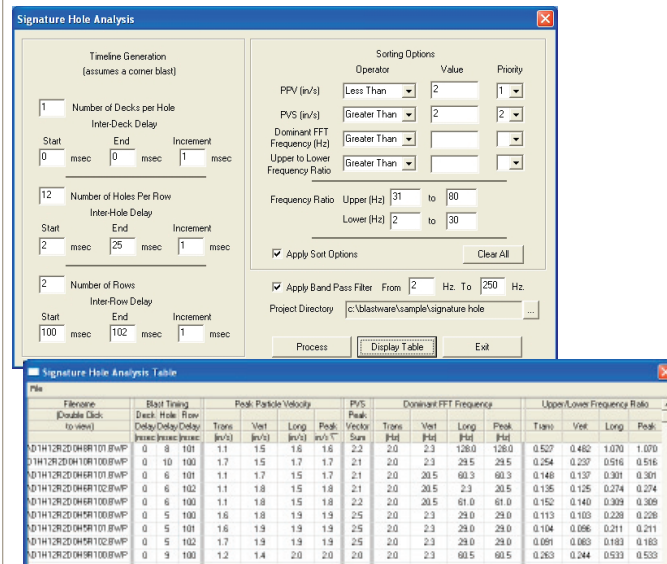 Signature Hole Analysis
Timeline Generation
(assumes a corner blast)
1 Number of Decks per Hole
Inter-Deck Delay
Start End Increment
0 msec 0 msec 1 msec
12 Number of Holes Per Row
Inter-Hole Delay
Start End Increment
2 msec 25 msec 1 msec
2 Number of Rows
Inter-Row Delay
Start End Increment
100 msec 102 msec 1 msec
Sorting Options
Operator Value Priority
PPV (in/s) Less Than 2 1
PVS (in/s) Greater Than 2 2
Dominant FFT
Frequency (Hz) Greater Than
Upper to Lower
Frequency Ratio Greater Than
Frequency Ratio Upper (Hz) 31 to 80
Lower (Hz) 2 to 30
Apply Sort Options Clear All
Apply Band Pass Filter From 2 Hz. To 250 Hz.
Project Directory c:\blastware\sample\signature hole ...
Process Display Table Exit
Signature Hole Analysis Table
File
Filename Blast Timing Peak Particle Velocity PVS Dominant FFT Frequency Upper/Lower Frequency Ratio
(Double Click Deck Hole Row Peak
to view) Delay Delay Delay Trans Vert Long Peak Vector Trans Vert Long Peak Trans Vert Long Peak
(msec (msec (msec (in/s) (in/s) (in/s) in/s Sum (Hz) (Hz) (Hz) (Hz)
\D1H12R2D0H8R101.BWP 0 8 101 1.1 1.5 1.6 1.6 2.2 2.0 2.3 128.0 128.0 0.527 0.482 1.070 1.070
D1H12R2D0H10R100.BWP 0 10 100 1.7 1.5 1.7 1.7 2.1 2.0 2.3 29.5 29.5 0.254 0.237 0.516 0.516
\D1H12R2D0H6R101.BWP 0 6 101 1.1 1.7 1.5 1.7 2.1 2.0 20.5 60.3 60.3 0.148 0.137 0.301 0.301
\D1H12R2D0H6R102.BWP 0 6 102 1.1 1.8 1.5 1.8 2.1 2.0 20.5 2.3 20.5 0.135 0.125 0.274 0.274
\D1H12R2D0H6R100.BWP 0 6 100 1.1 1.8 1.5 1.8 2.2 2.0 20.5 61.0 61.0 0.152 0.140 0.309 0.309
\D1H12R2D0H5R100.BWP 0 5 100 1.6 1.8 1.9 1.9 2.5 2.0 2.3 29.0 29.0 0.113 0.103 0.228 0.228
\D1H12R2D0H5R101.BWP 0 5 101 1.6 1.9 1.9 1.9 2.5 2.0 2.3 29.0 29.0 0.104 0.096 0.211 0.211
\D1H12R2D0H5R102.BWP 0 5 102 1.7 1.9 1.9 1.9 2.5 2.0 2.3 29.0 29.0 0.091 0.083 0.183 0.183
\D1H12R2D0H9R100.BWP 0 9 100 1.2 1.4 2.0 2.0 2.0 2.0 2.3 60.5 60.5 0.263 0.244 0.533 0.533